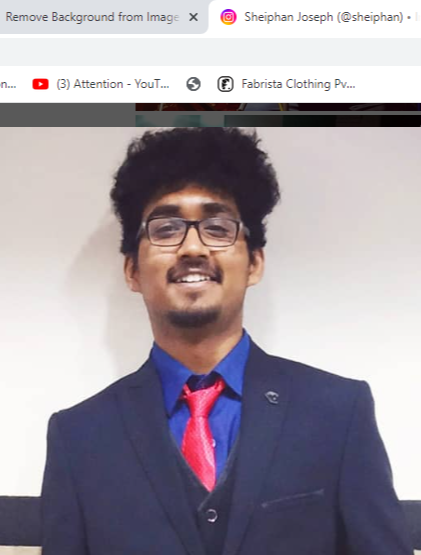 Remove Background from Image
Sheiphan Joseph (@sheiphan) •
n...
(3) Attention - YouT...
Fabrista Clothing Pv...